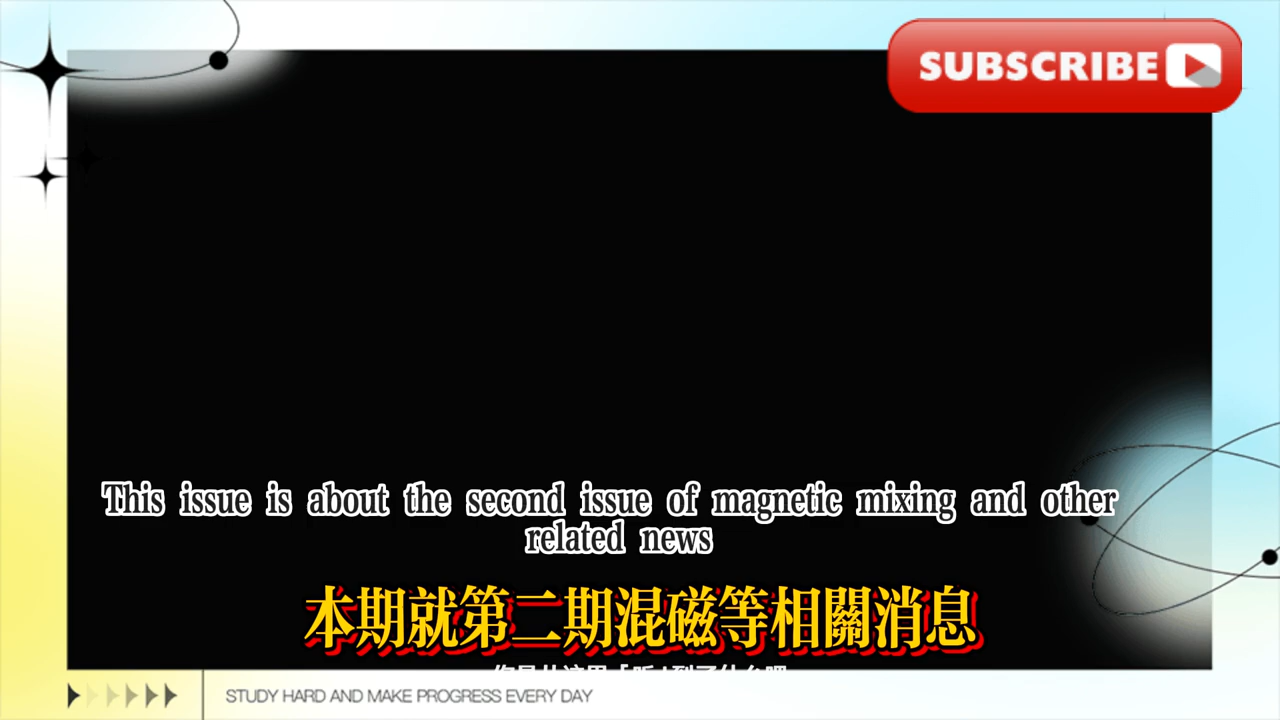 SUBSCRIBE
This issue is about the second issue of magnetic mixing and other
related news
本期就第二期混磁等相關消息
STUDY HARD AND MAKE PROGRESS EVERY DAY